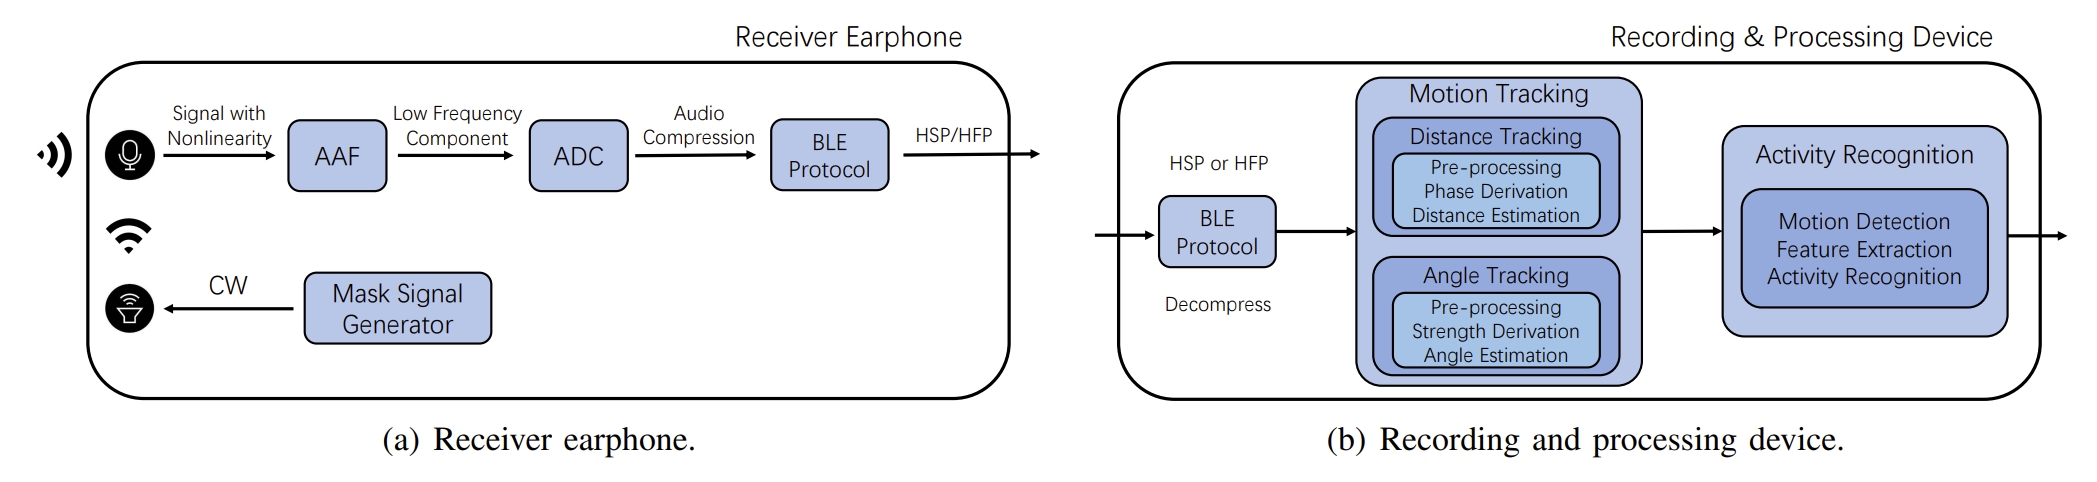 Receiver Earphone
Signal with
Nonlinearity
AAF
Low Frequency
Component
ADC
Audio
Compression
BLE
Protocol
HSP/HFP
CW
Mask Signal
Generator
(a) Receiver earphone.
Recording & Processing Device
HSP or HFP
BLE
Protocol
Decompress
Motion Tracking
Distance Tracking
Pre-processing
Phase Derivation
Distance Estimation
Angle Tracking
Pre-processing
Strength Derivation
Angle Estimation
Activity Recognition
Motion Detection
Feature Extraction
Activity Recognition
(b) Recording and processing device.